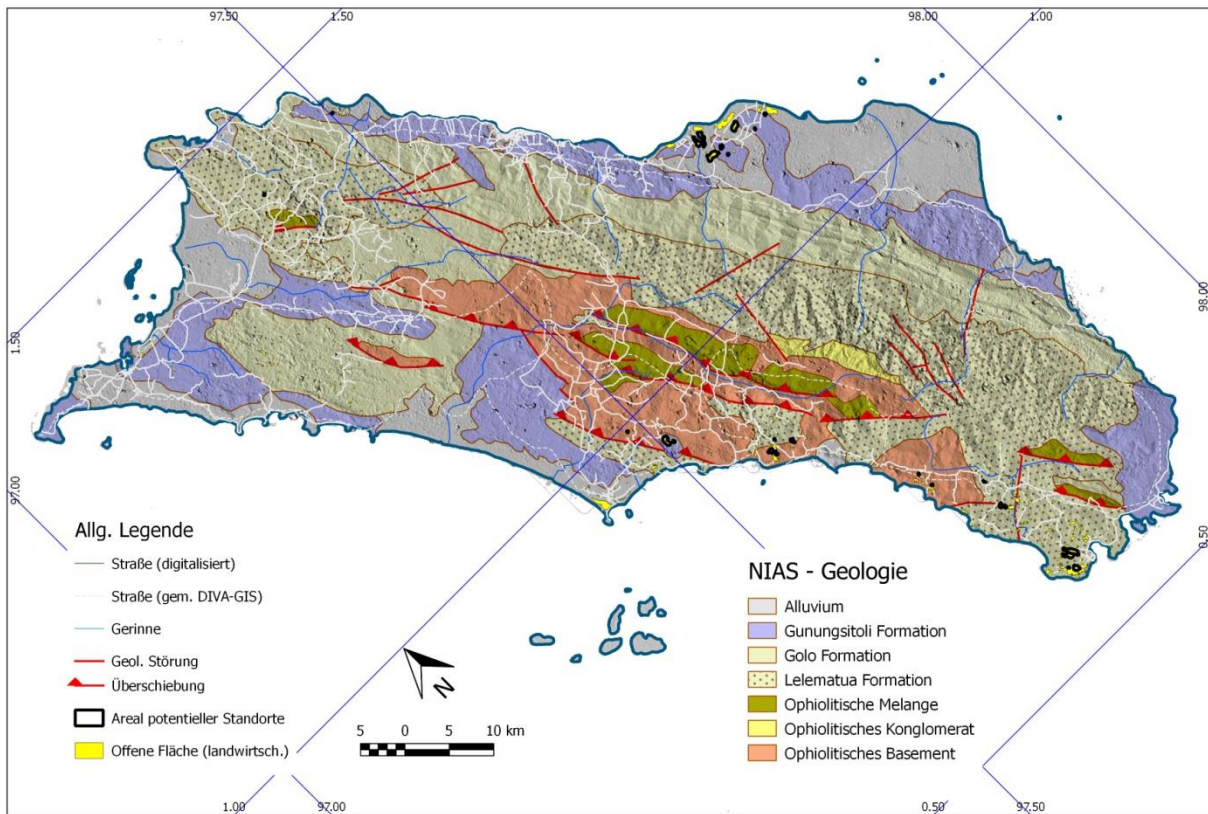 97.50
1.50
98.00
1.00
1.50
98.00
97.00
0.50
Allg. Legende
Straße (digitalisiert)
Straße (gem. DIVA-GIS)
Gerinne
Geol. Störung
Überschiebung
Areal potentieller Standorte
Offene Fläche (landwirtsch.)
N
5 0 5 10 km
NIAS - Geologie
Alluvium
Gunungsitoli Formation
Golo Formation
Lelematua Formation
Ophiolitische Melange
Ophiolitisches Konglomerat
Ophiolitisches Basement
1.00
97.00
0.50
97.50